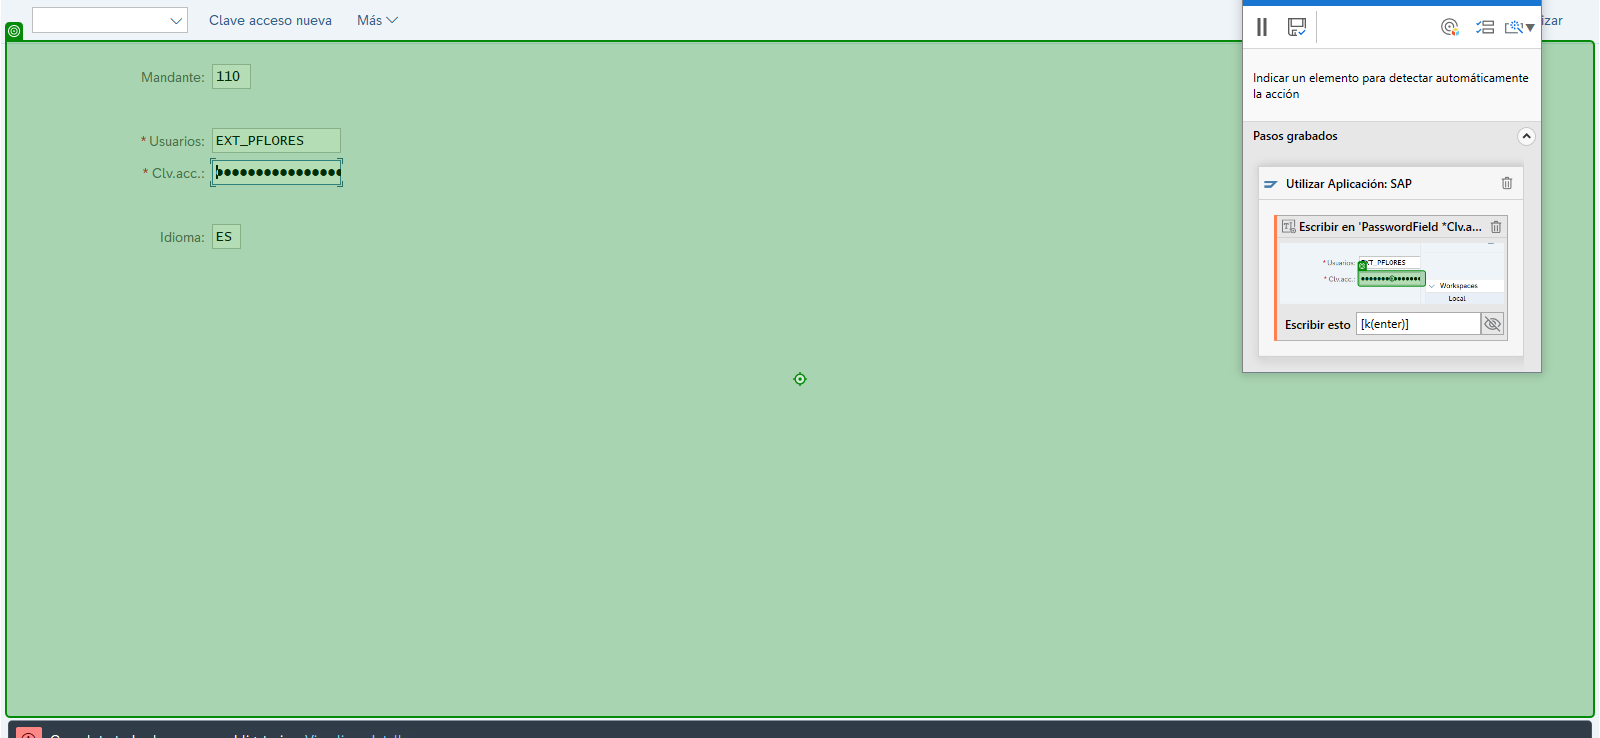 Clave acceso nueva
Más
izar
Mandante: 110
* Usuarios: EXT_PFLORES
* Clv.acc.:
Idioma: ES
Indicar un elemento para detectar automáticamente
la acción
Pasos grabados
Utilizar Aplicación: SAP
Escribir en 'PasswordField *Clv.a...
* Usuarios: EXT_PFLORES
* Clv.acc.:
Workspaces
Local
Escribir esto [k(enter)]